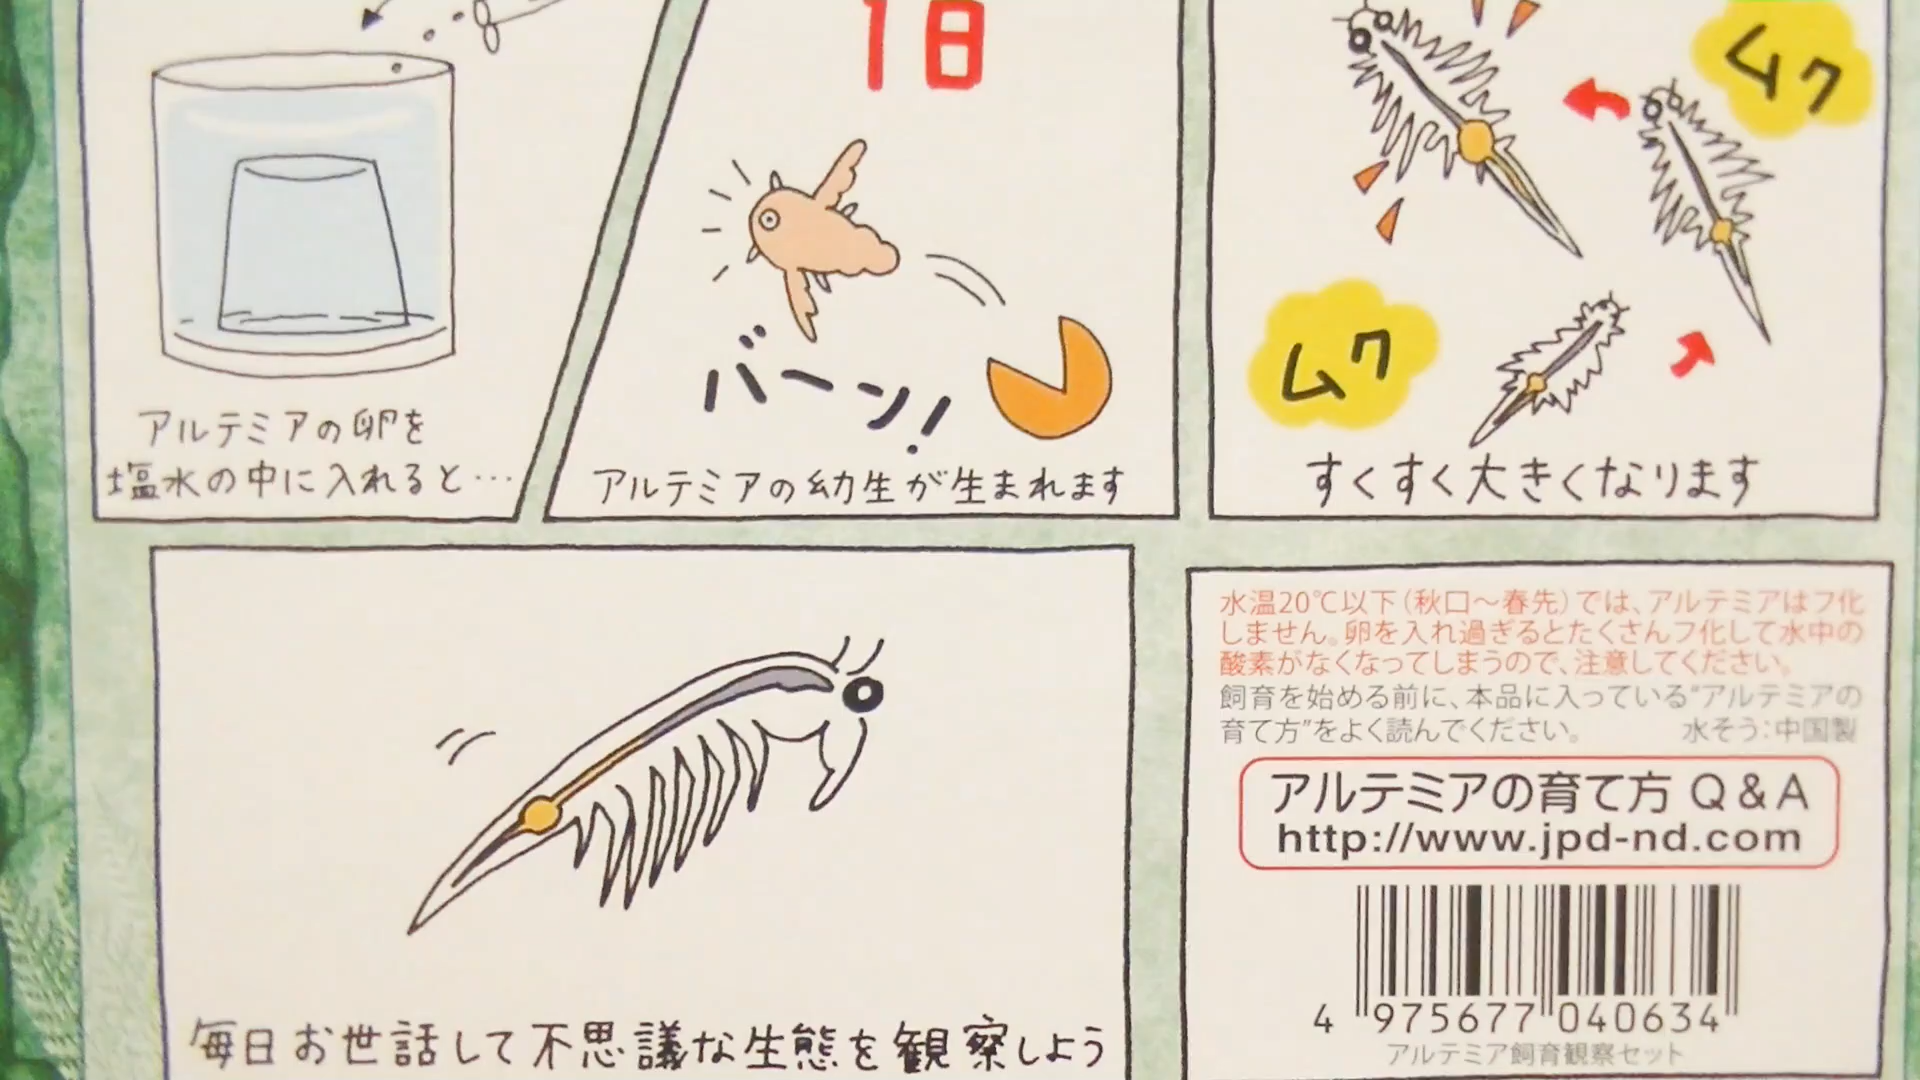 アルテミアの卵を
塩水の中に入れると…
1日
バーン!
アルテミアの幼生が生まれます
ムク
ムク
すくすく大きくなります
毎日お世話して不思議な生態を観察しよう
水温20℃以下(秋口～春先)では、アルテミアはフ化
しません。卵を入れ過ぎるとたくさんフ化して水中の
酸素がなくなってしまうので、注意してください。
飼育を始める前に、本品に入っている“アルテミアの
育て方”をよく読んでください。 水そう:中国製
アルテミアの育て方 Q&A
http://www.jpd-nd.com
4 975677 040634
アルテミア飼育観察セット